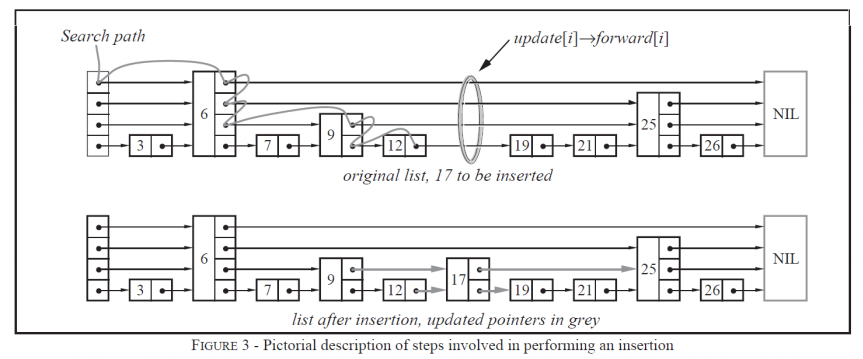 Search path
update[i]→forward[i]
6
NIL
25
9
3
7
12
19
21
26
original list, 17 to be inserted
6
NIL
25
9
17
3
7
12
19
21
26
list after insertion, updated pointers in grey
FIGURE 3 - Pictorial description of steps involved in performing an insertion